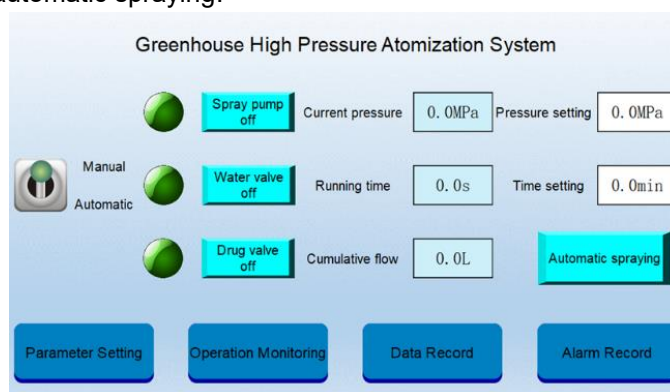 automatic spraying.
Greenhouse High Pressure Atomization System
Spray pump
off
Current pressure
0.0MPa
Pressure setting
0.0MPa
Manual
Automatic
Water valve
off
Running time
0.0s
Time setting
0.0min
Drug valve
off
Cumulative flow
0.0L
Automatic spraying
Parameter Setting
Operation Monitoring
Data Record
Alarm Record